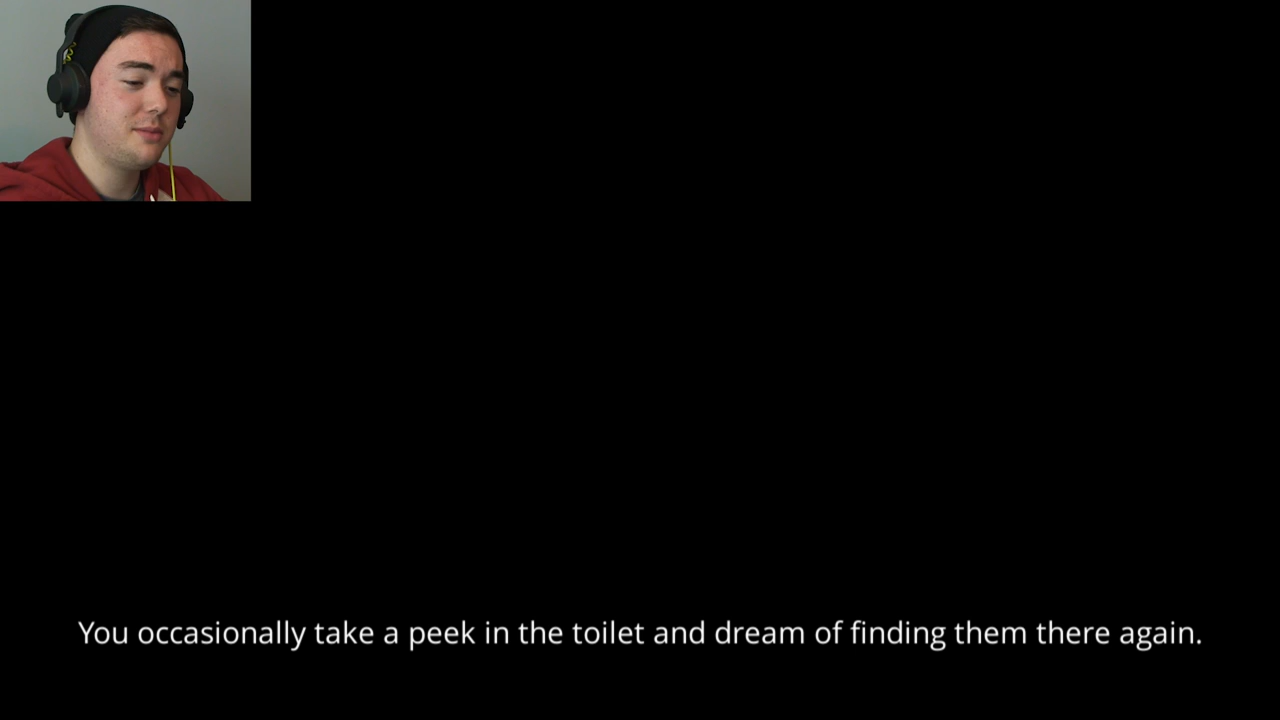 You occasionally take a peek in the toilet and dream of finding them there again.